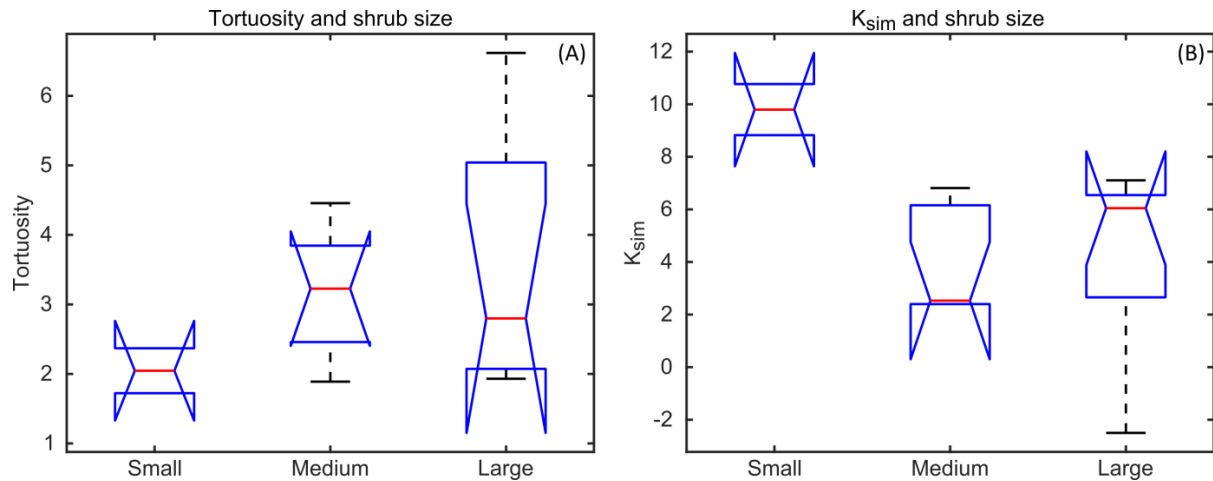 Tortuosity and shrub size
(A)
Tortuosity
6
5
4
3
2
1
Small Medium Large
Ksim and shrub size
(B)
Ksim
12
10
8
6
4
2
0
-2
Small Medium Large